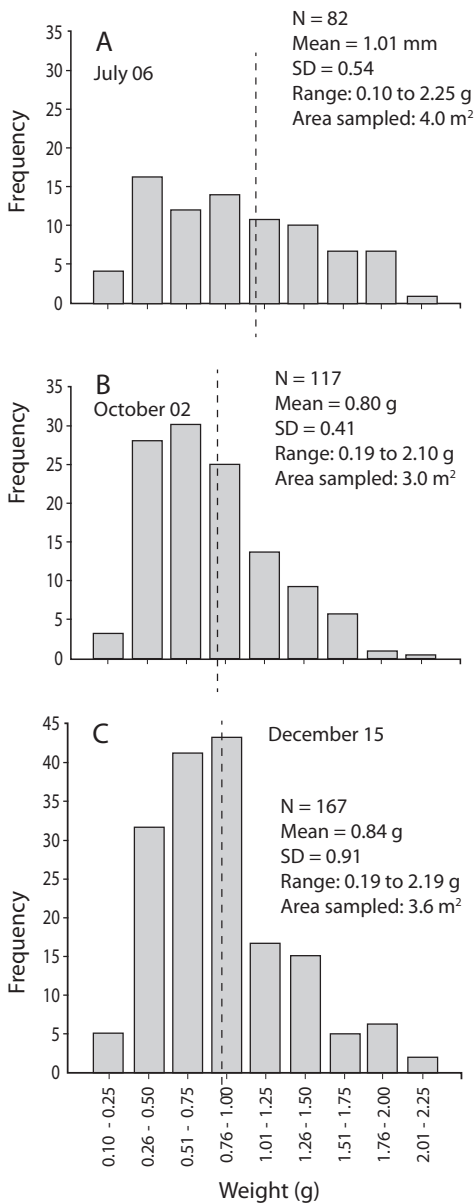 A
July 06
N = 82
Mean = 1.01 mm
SD = 0.54
Range: 0.10 to 2.25 g
Area sampled: 4.0 m²
Frequency
35
30
25
20
15
10
5
0
B
October 02
N = 117
Mean = 0.80 g
SD = 0.41
Range: 0.19 to 2.10 g
Area sampled: 3.0 m²
Frequency
35
30
25
20
15
10
5
0
C
December 15
N = 167
Mean = 0.84 g
SD = 0.91
Range: 0.19 to 2.19 g
Area sampled: 3.6 m²
Frequency
45
40
35
30
25
20
15
10
5
0
0.10 - 0.25
0.26 - 0.50
0.51 - 0.75
0.76 - 1.00
1.01 - 1.25
1.26 - 1.50
1.51 - 1.75
1.76 - 2.00
2.01 - 2.25
Weight (g)